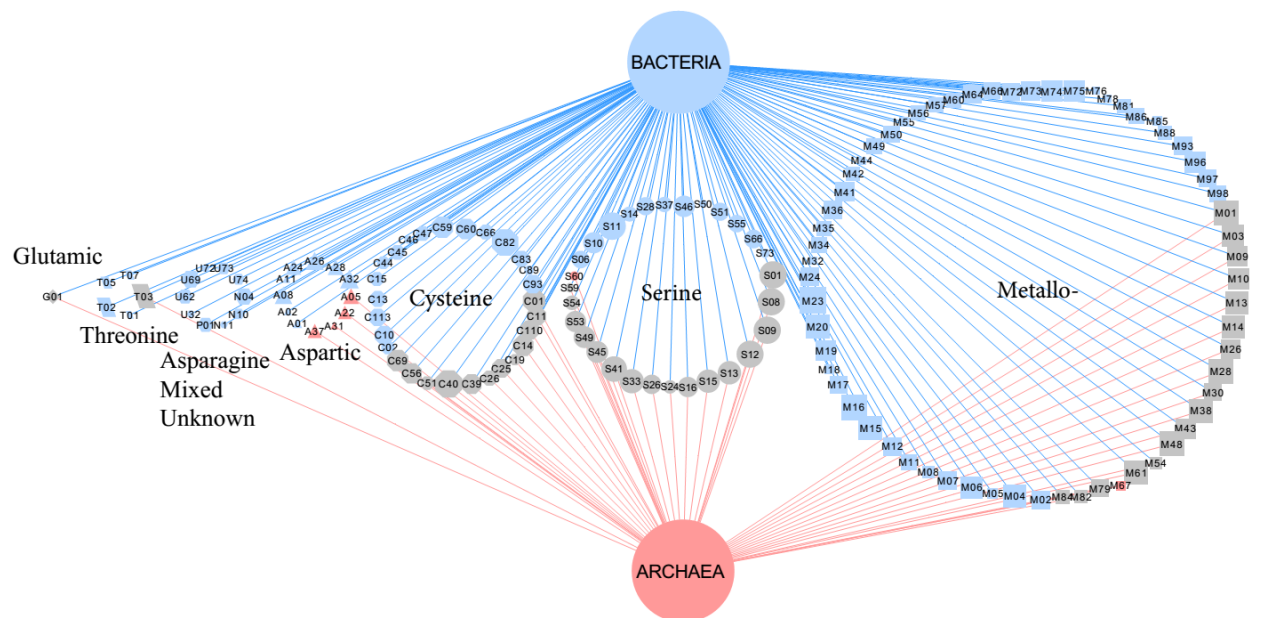 BACTERIA
Glutamic
G01
T05
T07
T02
T03
T01
Threonine
U72
U73
U69
U74
U62
N04
U32
N10
P01
N11
Asparagine
Mixed
Unknown
A24
A26
A28
A11
A32
A08
A05
A02
A22
A01
A31
A37
Aspartic
C59
C60
C66
C82
C83
C89
C93
C01
C11
C110
C14
C19
C25
C26
C39
C40
C51
C56
C69
C02
C10
C113
C13
C15
C44
C45
C46
C47
Cysteine
S28
S37
S46
S50
S51
S55
S66
S73
S01
S08
S09
S12
S13
S15
S16
S24
S26
S33
S41
S45
S49
S53
S54
S59
S60
S06
S10
S11
S14
Serine
M66
M72
M73
M74
M75
M76
M78
M81
M86
M85
M88
M93
M96
M97
M98
M01
M03
M09
M10
M13
M14
M26
M28
M30
M38
M43
M48
M54
M61
M67
M79
M82
M84
M02
M04
M05
M06
M07
M08
M11
M12
M15
M16
M17
M18
M19
M20
M23
M24
M32
M34
M35
M36
M41
M42
M44
M49
M50
M55
M56
M57
M60
M64
Metallo-
ARCHAEA